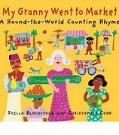 My Granny Went to Market
A Round-the-World Counting Rhyme
Stella Blackstone and Christopher Corr